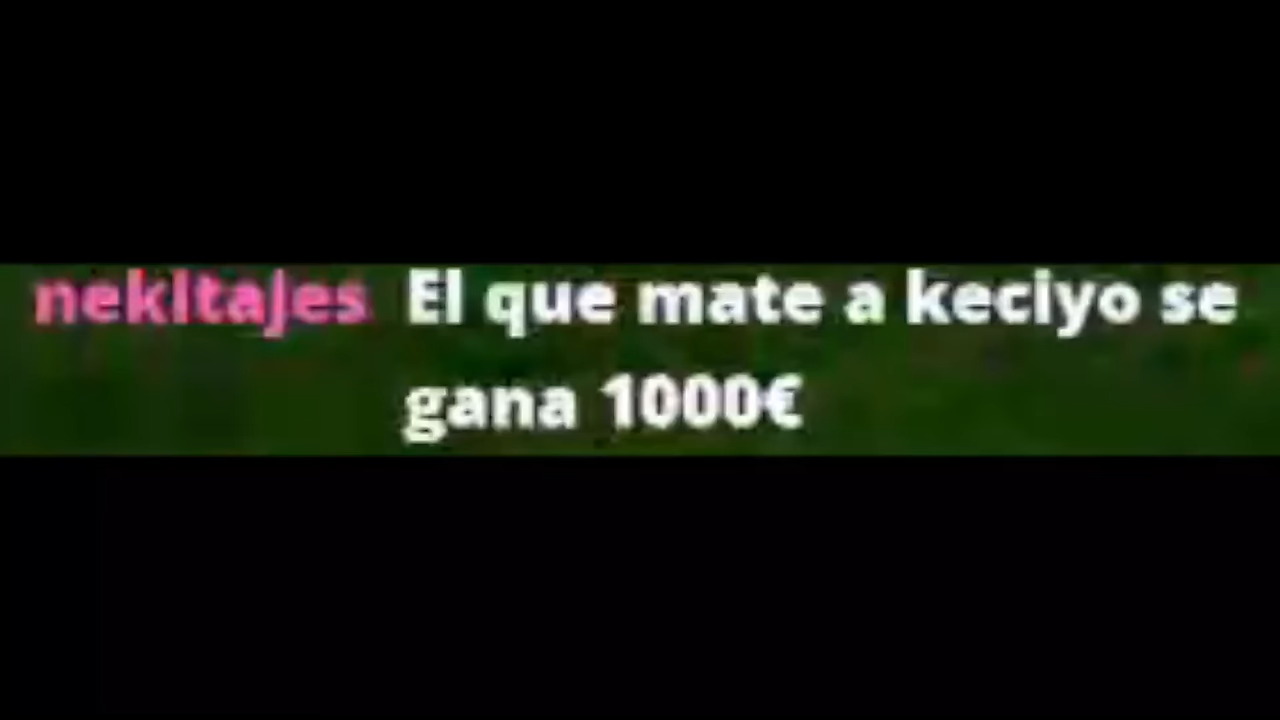 nekitajes El que mate a keciyo se
gana 1000€